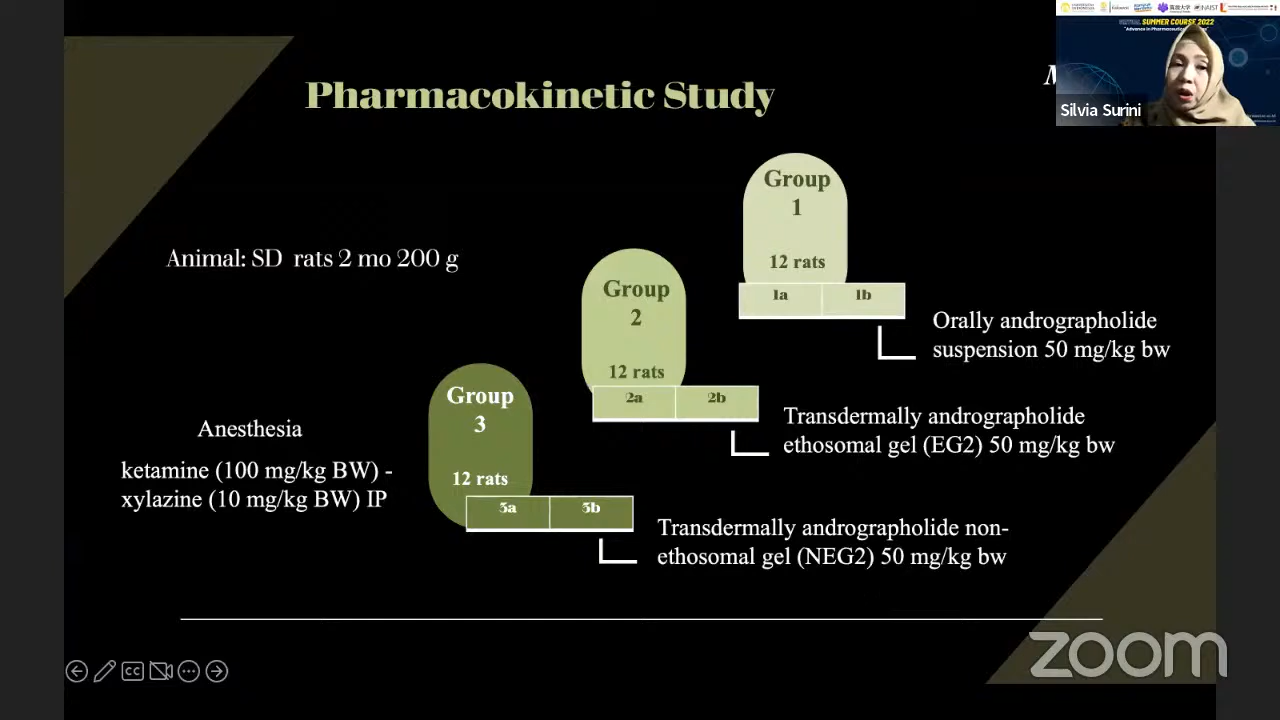 Pharmacokinetic Study
M
VIRTUAL SUMMER COURSE 2022
Silvia Surini
Group
1
12 rats
1a 1b
Orally andrographolide
suspension 50 mg/kg bw
Animal: SD rats 2 mo 200 g
Group
2
12 rats
2a 2b
Transdermally andrographolide
ethosomal gel (EG2) 50 mg/kg bw
Group
3
12 rats
3a 3b
Transdermally andrographolide non-
ethosomal gel (NEG2) 50 mg/kg bw
Anesthesia
ketamine (100 mg/kg BW) -
xylazine (10 mg/kg BW) IP
CC
zoom